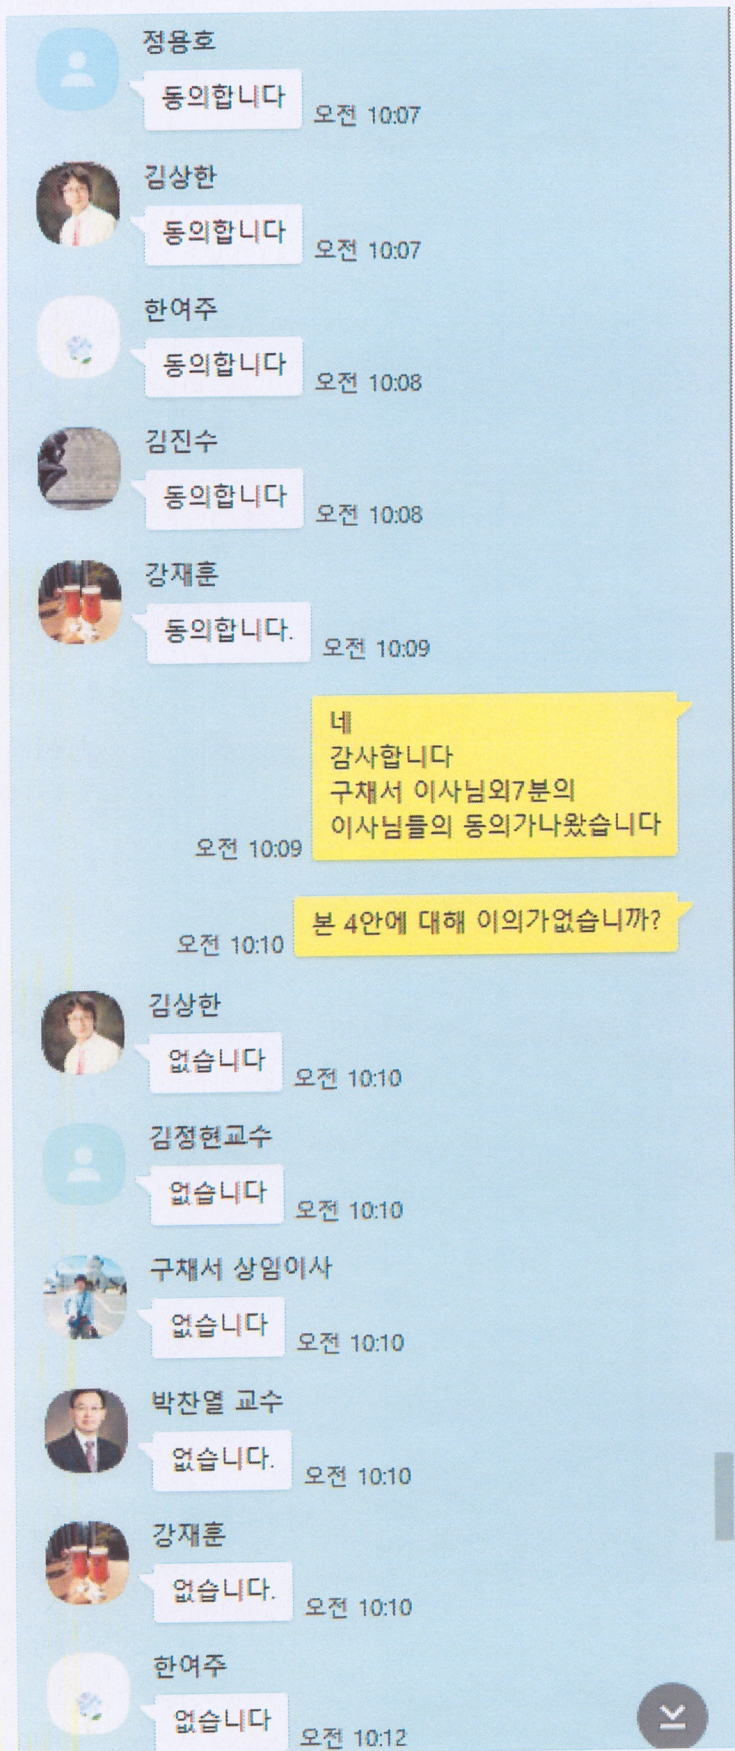 정용호
동의합니다
오전 10:07
김상한
동의합니다
오전 10:07
한여주
동의합니다
오전 10:08
김진수
동의합니다
오전 10:08
강재훈
동의합니다.
오전 10:09
네
감사합니다
구채서 이사님외7분의
이사님들의 동의가나왔습니다
오전 10:09
본 4안에 대해 이의가없습니까?
오전 10:10
김상한
없습니다
오전 10:10
김정현교수
없습니다
오전 10:10
구채서 상임이사
없습니다
오전 10:10
박찬열 교수
없습니다.
오전 10:10
강재훈
없습니다.
오전 10:10
한여주
없습니다
오전 10:12